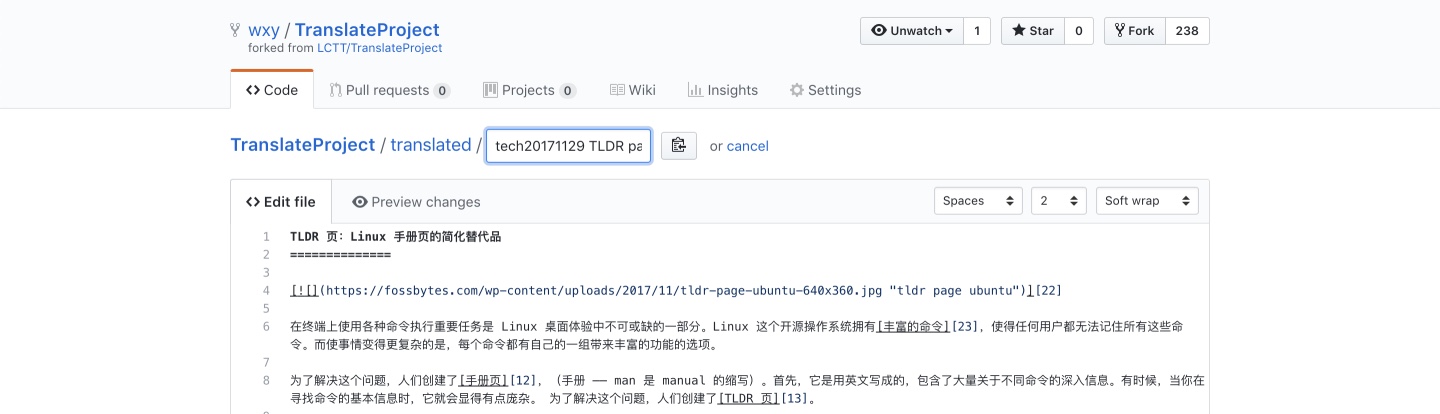 wxy / TranslateProject
forked from LCTT/TranslateProject
Unwatch 1 Star 0 Fork 238
Code Pull requests 0 Projects 0 Wiki Insights Settings
TranslateProject / translated / tech20171129 TLDR pa or cancel
Edit file Preview changes Spaces 2 Soft wrap
1 TLDR 页：Linux 手册页的简化替代品
2 ==============
3
4 [![](https://fossbytes.com/wp-content/uploads/2017/11/tldr-page-ubuntu-640x360.jpg "tldr page ubuntu")][22]
5
6 在终端上使用各种命令执行重要任务是 Linux 桌面体验中不可或缺的一部分。Linux 这个开源操作系统拥有[丰富的命令][23]，使得任何用户都无法记住所有这些命
令。而使事情变得更复杂的是，每个命令都有自己的一组带来丰富的功能的选项。
7
8 为了解决这个问题，人们创建了[手册页][12]，（手册 —— man 是 manual 的缩写）。首先，它是用英文写成的，包含了大量关于不同命令的深入信息。有时候，当你在
寻找命令的基本信息时，它就会显得有点庞杂。 为了解决这个问题，人们创建了[TLDR 页][13]。